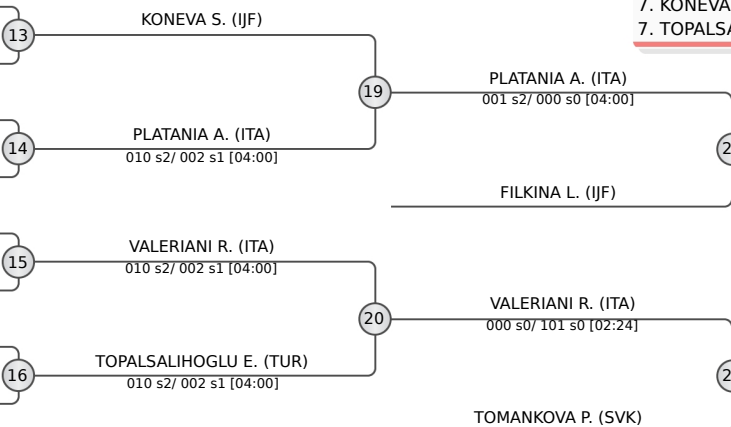 7. KONEVA
7. TOPALSA
13
KONEVA S. (IJF)
19
PLATANIA A. (ITA)
001 s2/ 000 s0 [04:00]
14
PLATANIA A. (ITA)
010 s2/ 002 s1 [04:00]
2
FILKINA L. (IJF)
15
VALERIANI R. (ITA)
010 s2/ 002 s1 [04:00]
20
VALERIANI R. (ITA)
000 s0/ 101 s0 [02:24]
16
TOPALSALIHOGLU E. (TUR)
010 s2/ 002 s1 [04:00]
2
TOMANKOVA P. (SVK)